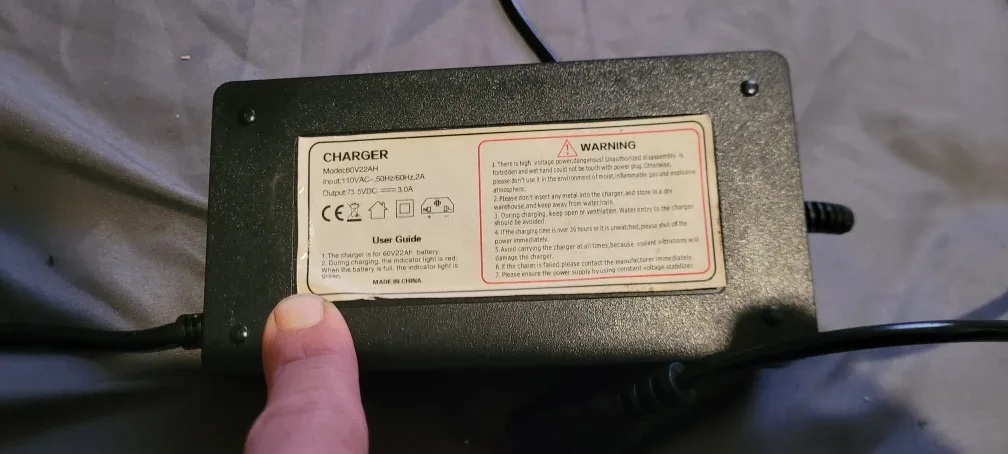 CHARGER
Model:60V22AH
Input:110VAC~,50Hz/60Hz,2A
Output:73.5VDC 3.0A
CE
User Guide
1.The charger is for 60V22AH battery.
2. During charging, the indicator light is red;
When the battery is full, the indicator light is
Green.
MADE IN CHINA
WARNING
1. There is high voltage power,dangerous! Unauthorized disassembly is
forbidden and wet hand could not be touch with power plug. Otherwise,
please don't use it in the environment of moist, inflammable gas and explosive
atmosphere.
2. Please don't insert any metal into the charger,and store in a dry
warehouse,and keep away from water/rain.
3. During charging, keep open or ventilation. Water entry to the charger
should be avoided.
4. If the charging time is over 36 hours or it is unwatched,please shut off the
power immediately.
5. Avoid carrying the charger at all times,because violent vibrations will
damage the charger.
6. If the charer is failed,please contact the manufacturer immediately.
7. Please ensure the power supply by using constant voltage stabilizer.